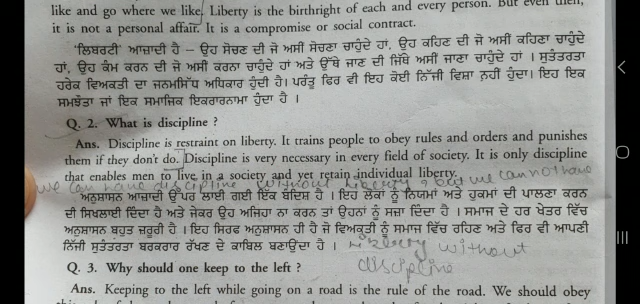 like and go where we like. Liberty is the birthright of each and every person. But even then,
it is not a personal affair. It is a compromise or social contract.
'ਲਿਬਰਟੀ' ਆਜ਼ਾਦੀ ਹੈ – ਉਹ ਸੋਚਣ ਦੀ ਜੋ ਅਸੀਂ ਸੋਚਣਾ ਚਾਹੁੰਦੇ ਹਾਂ, ਉਹ ਕਹਿਣ ਦੀ ਜੋ ਅਸੀਂ ਕਹਿਣਾ ਚਾਹੁੰਦੇ
ਹਾਂ, ਉਹ ਕੰਮ ਕਰਨ ਦੀ ਜੋ ਅਸੀਂ ਕਰਨਾ ਚਾਹੁੰਦੇ ਹਾਂ ਅਤੇ ਉੱਥੇ ਜਾਣ ਦੀ ਜਿੱਥੇ ਅਸੀਂ ਜਾਣਾ ਚਾਹੁੰਦੇ ਹਾਂ । ਸੁਤੰਤਰਤਾ
ਹਰੇਕ ਵਿਅਕਤੀ ਦਾ ਜਨਮਸਿੱਧ ਅਧਿਕਾਰ ਹੁੰਦੀ ਹੈ। ਪਰੰਤੂ ਫਿਰ ਵੀ ਇਹ ਕੋਈ ਨਿੱਜੀ ਵਿਸ਼ਾ ਨਹੀਂ ਹੁੰਦਾ। ਇਹ ਇਕ
ਸਮਝੌਤਾ ਜਾਂ ਇਕ ਸਮਾਜਿਕ ਇਕਰਾਰਨਾਮਾ ਹੁੰਦਾ ਹੈ ।
Q. 2. What is discipline ?
Ans. Discipline is restraint on liberty. It trains people to obey rules and orders and punishes
them if they don't do. Discipline is very necessary in every field of society. It is only discipline
that enables men to live in a society and yet retain individual liberty.
we can have discipline without liberty but we cannot have
ਅਨੁਸ਼ਾਸਨ ਆਜ਼ਾਦੀ ਉੱਪਰ ਲਾਈ ਗਈ ਇੱਕ ਬੰਦਿਸ਼ ਹੈ । ਇਹ ਲੋਕਾਂ ਨੂੰ ਨਿਯਮਾਂ ਅਤੇ ਹੁਕਮਾਂ ਦੀ ਪਾਲਣਾ ਕਰਨ
ਦੀ ਸਿਖਲਾਈ ਦਿੰਦਾ ਹੈ ਅਤੇ ਜੇਕਰ ਉਹ ਅਜਿਹਾ ਨਾ ਕਰਨ ਤਾਂ ਉਹਨਾਂ ਨੂੰ ਸਜ਼ਾ ਦਿੰਦਾ ਹੈ । ਸਮਾਜ ਦੇ ਹਰ ਖੇਤਰ ਵਿੱਚ
ਅਨੁਸ਼ਾਸਨ ਬਹੁਤ ਜ਼ਰੂਰੀ ਹੈ । ਇਹ ਸਿਰਫ ਅਨੁਸ਼ਾਸਨ ਹੀ ਹੈ ਜੋ ਵਿਅਕਤੀ ਨੂੰ ਸਮਾਜ ਵਿੱਚ ਰਹਿਣ ਅਤੇ ਫਿਰ ਵੀ ਆਪਣੀ
ਨਿੱਜੀ ਸੁਤੰਤਰਤਾ ਬਰਕਰਾਰ ਰੱਖਣ ਦੇ ਕਾਬਿਲ ਬਣਾਉਂਦਾ ਹੈ । liberty without
discipline
Q. 3. Why should one keep to the left ?
Ans. Keeping to the left while going on a road is the rule of the road. We should obey